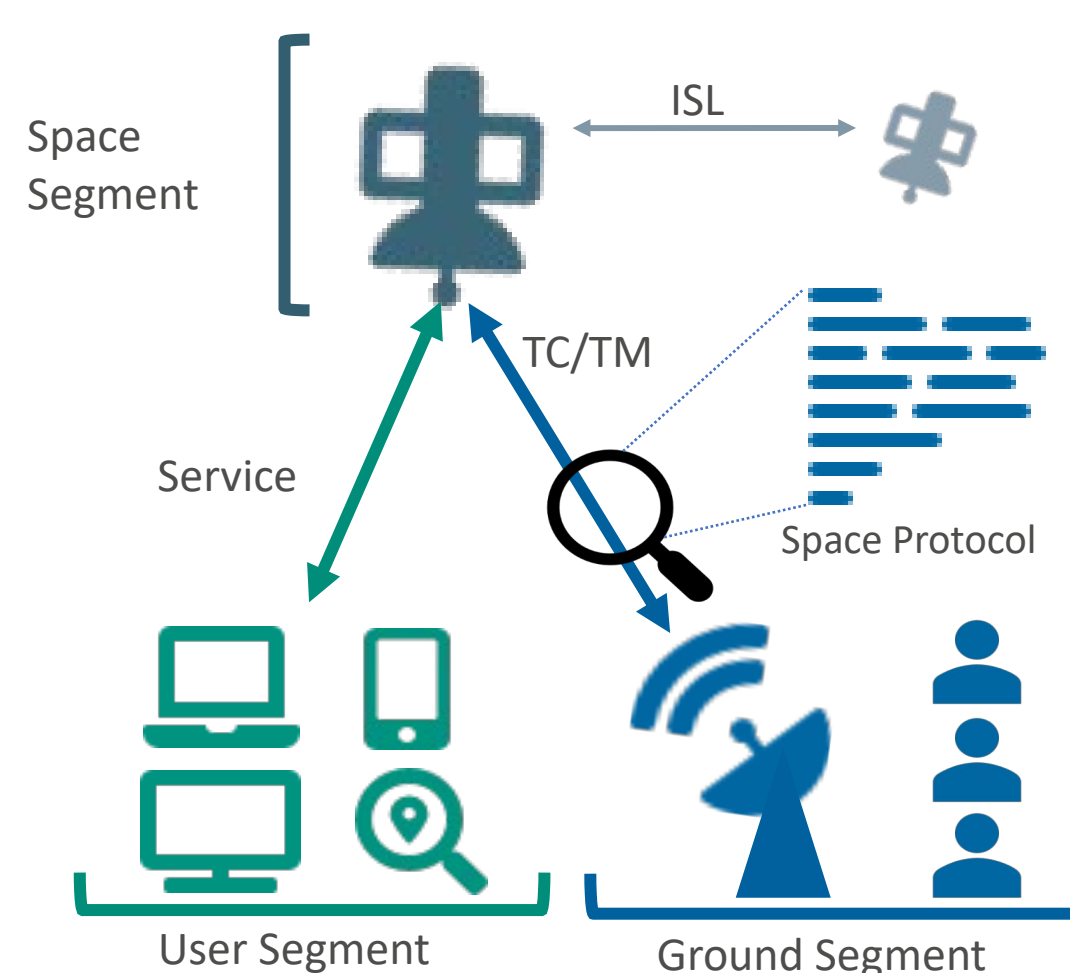 ISL
Space
Segment
TC/TM
Service
Space Protocol
User Segment
Ground Segment